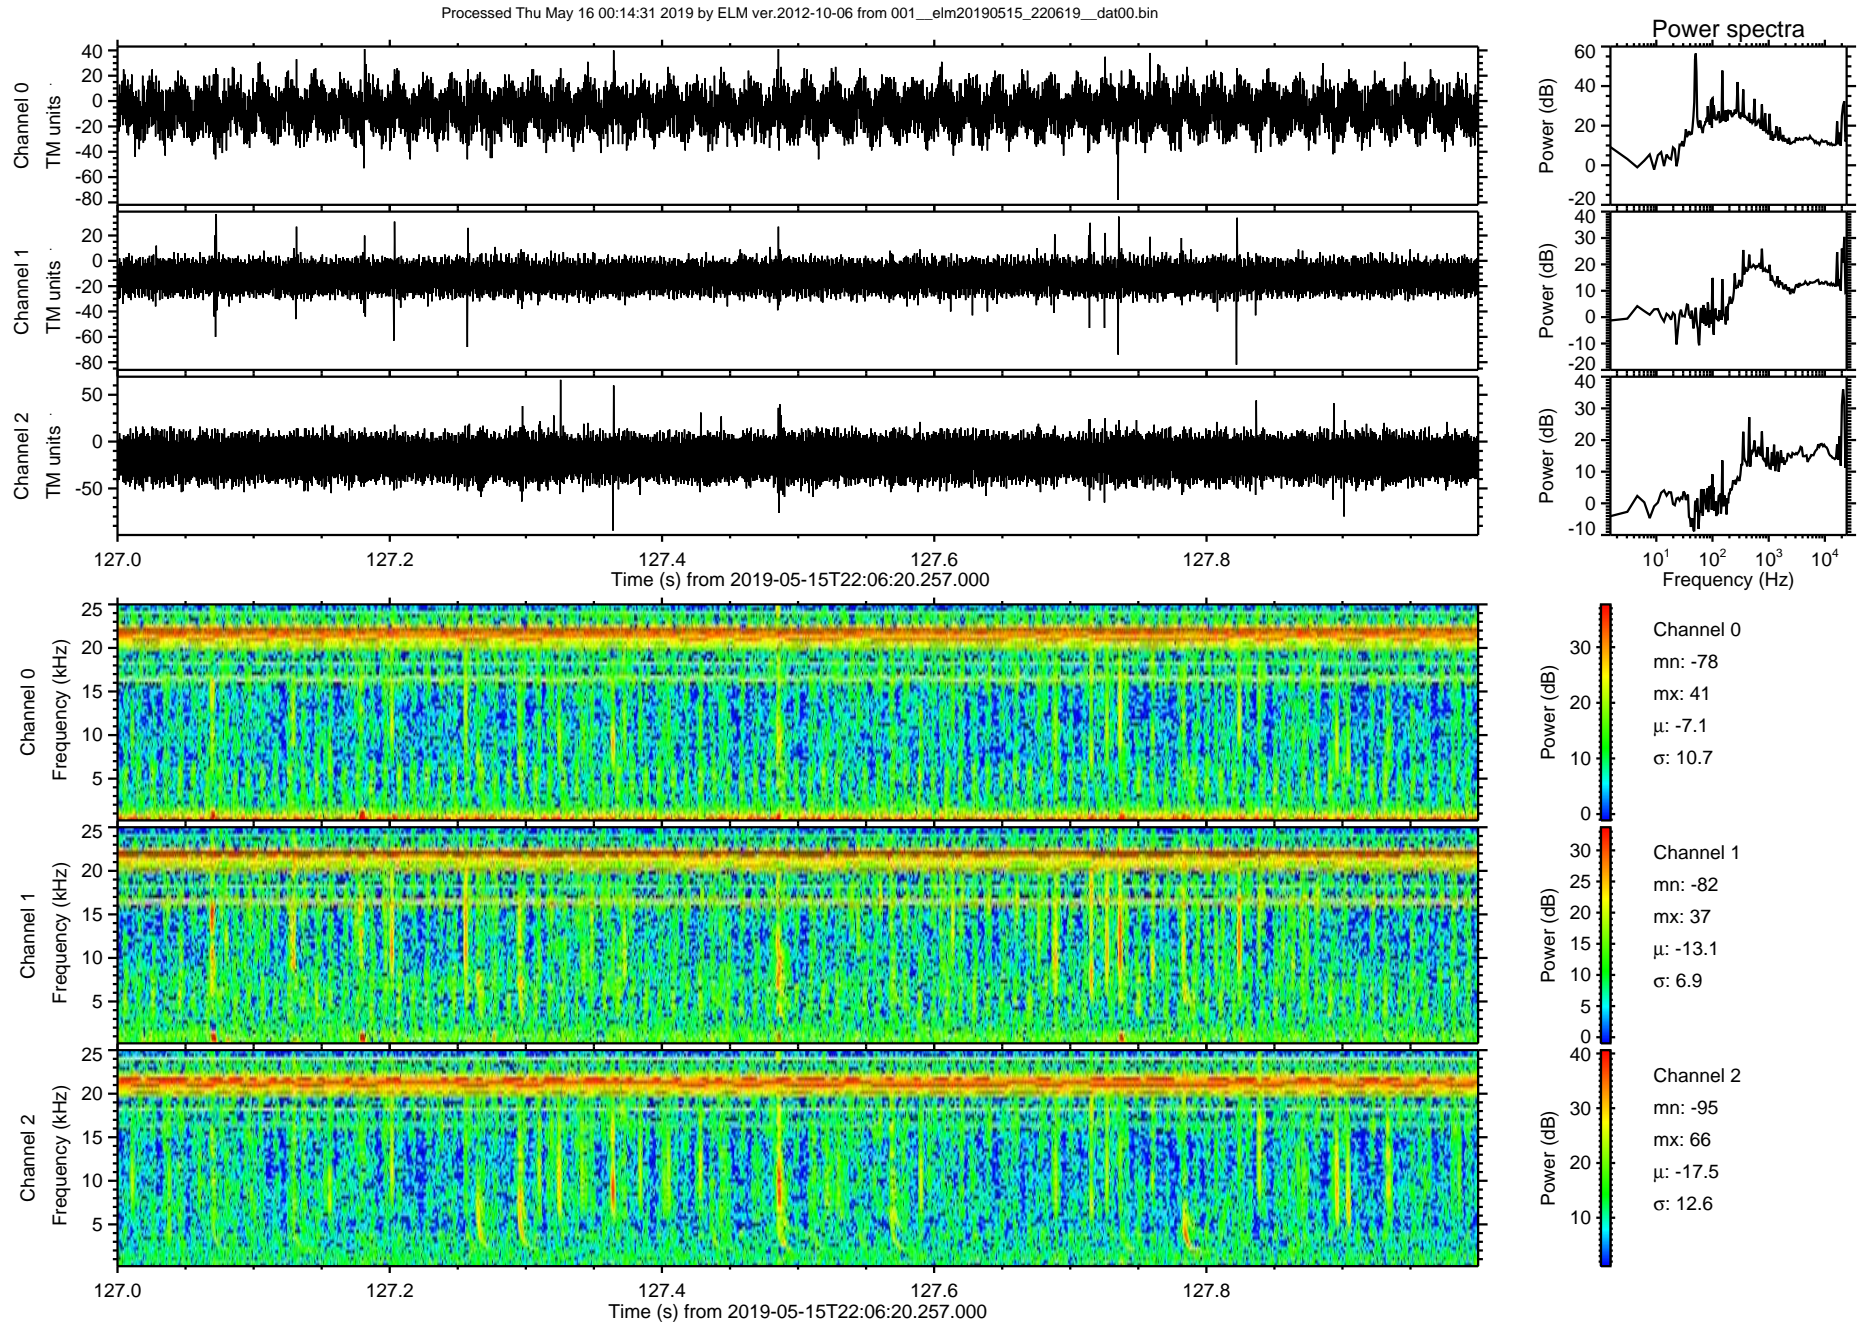 Processed Thu May 16 00:14:31 2019 by ELM ver.2012-10-06 from 001__elm20190515_220619__dat00.bin
Power spectra
Channel 0
TM units
40
20
0
-20
-40
-60
-80
Power (dB)
60
40
20
0
-20
Channel 1
TM units
20
0
-20
-40
-60
-80
Power (dB)
40
30
20
10
0
-10
-20
Channel 2
TM units
50
0
-50
Power (dB)
40
30
20
10
0
-10
127.0 127.2 127.4 127.6 127.8
Time (s) from 2019-05-15T22:06:20.257.000
10^1 10^2 10^3 10^4
Frequency (Hz)
Channel 0
Frequency (kHz)
25
20
15
10
5
Power (dB)
30
20
10
0
Channel 0
mn: -78
mx: 41
μ: -7.1
σ: 10.7
Channel 1
Frequency (kHz)
25
20
15
10
5
Power (dB)
30
25
20
15
10
5
0
Channel 1
mn: -82
mx: 37
μ: -13.1
σ: 6.9
Channel 2
Frequency (kHz)
25
20
15
10
5
Power (dB)
40
30
20
10
Channel 2
mn: -95
mx: 66
μ: -17.5
σ: 12.6
127.0 127.2 127.4 127.6 127.8
Time (s) from 2019-05-15T22:06:20.257.000